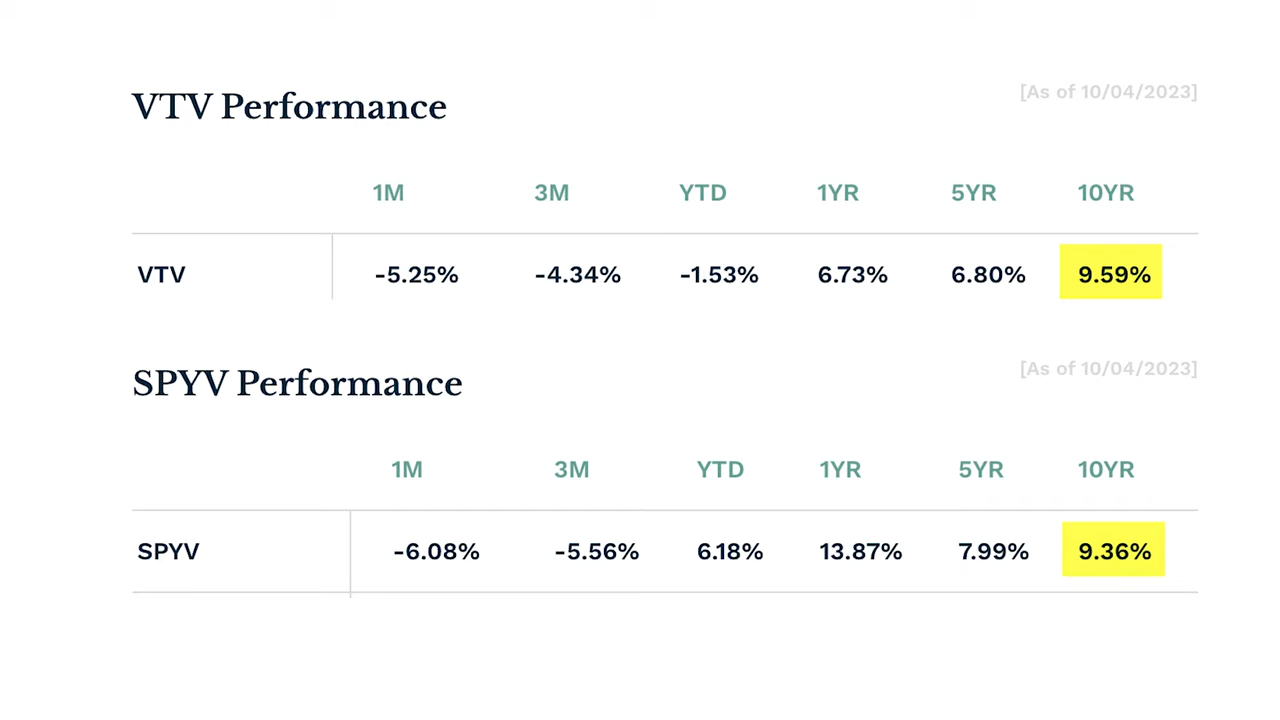 VTV Performance
[As of 10/04/2023]
1M 3M YTD 1YR 5YR 10YR
VTV -5.25% -4.34% -1.53% 6.73% 6.80% 9.59%
SPYV Performance
[As of 10/04/2023]
1M 3M YTD 1YR 5YR 10YR
SPYV -6.08% -5.56% 6.18% 13.87% 7.99% 9.36%